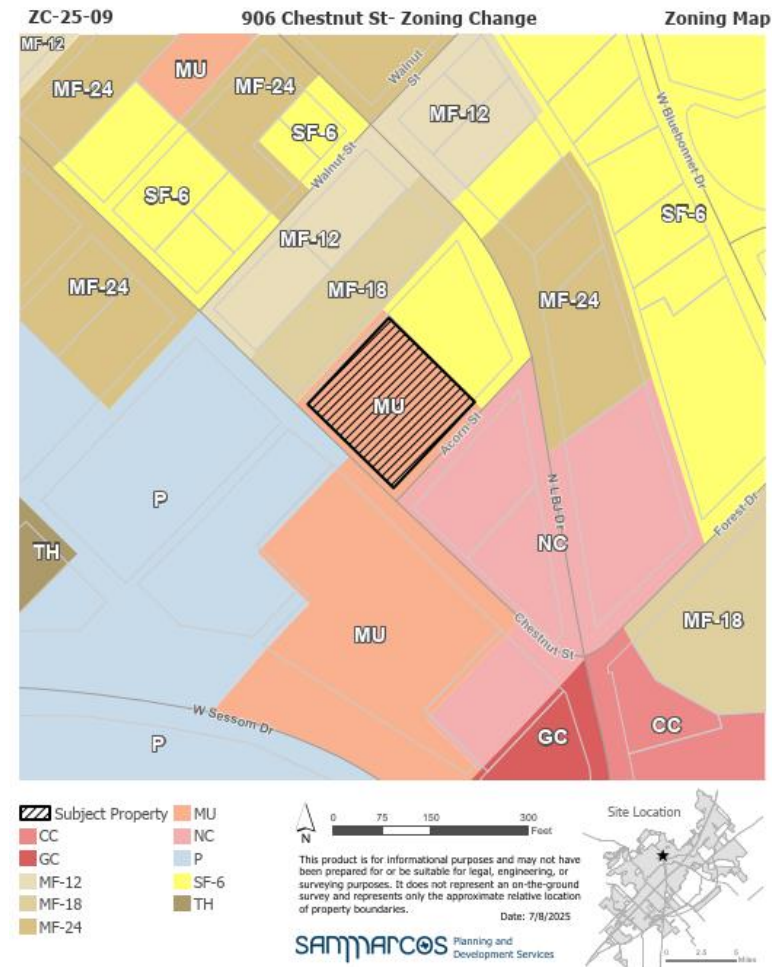 ZC-25-09
906 Chestnut St- Zoning Change
Zoning Map
MF-12
MF-24
MU
MF-24
Walnut
St
MF-12
SF-6
Walnut St
W Bluebonnet Dr
SF-6
SF-6
MF-12
MF-18
MF-24
MF-24
MU
Acorn St
P
N LBJ Dr
NC
Forest Dr
TH
MF-18
Chestnut St
MU
W Sessom Dr
CC
GC
P
Subject Property
CC
GC
MF-12
MF-18
MF-24
MU
NC
P
SF-6
TH
N
0 75 150 300
Feet
This product is for informational purposes and may not have
been prepared for or be suitable for legal, engineering, or
surveying purposes. It does not represent an on-the-ground
survey and represents only the approximate relative location
of property boundaries.
Date: 7/8/2025
SANMARCOS
Planning and
Development Services
Site Location
0 2.5 5
Miles